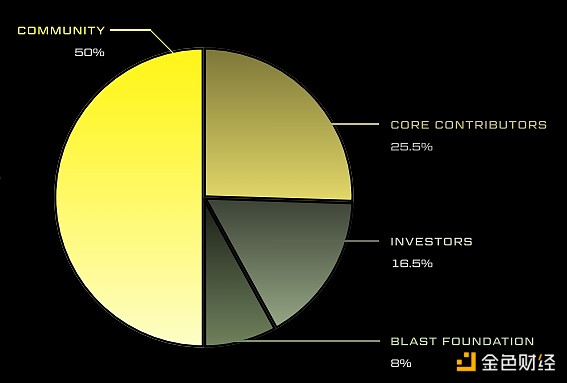 COMMUNITY
50%
CORE CONTRIBUTORS
25.5%
INVESTORS
16.5%
BLAST FOUNDATION
8%
金色财经